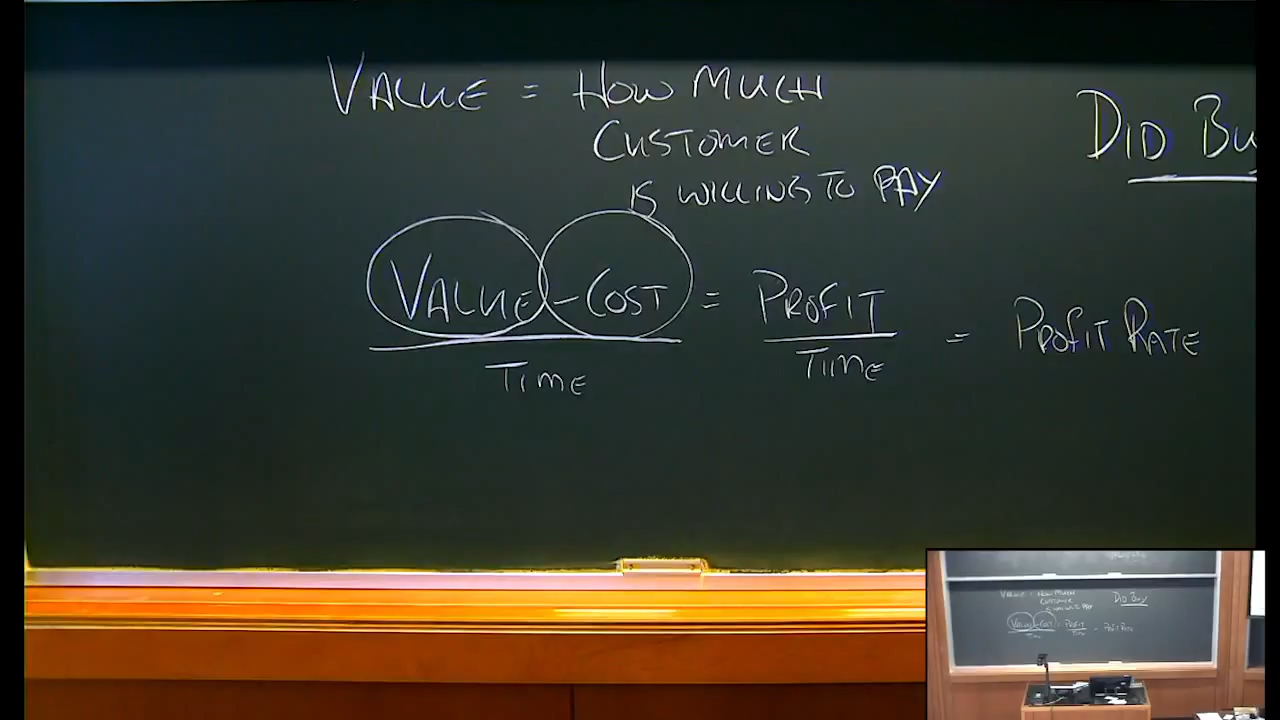 VALUE = HOW MUCH
CUSTOMER
IS WILLING TO PAY
DID BU
VALUE - COST = PROFIT = PROFIT RATE
TIME TIME